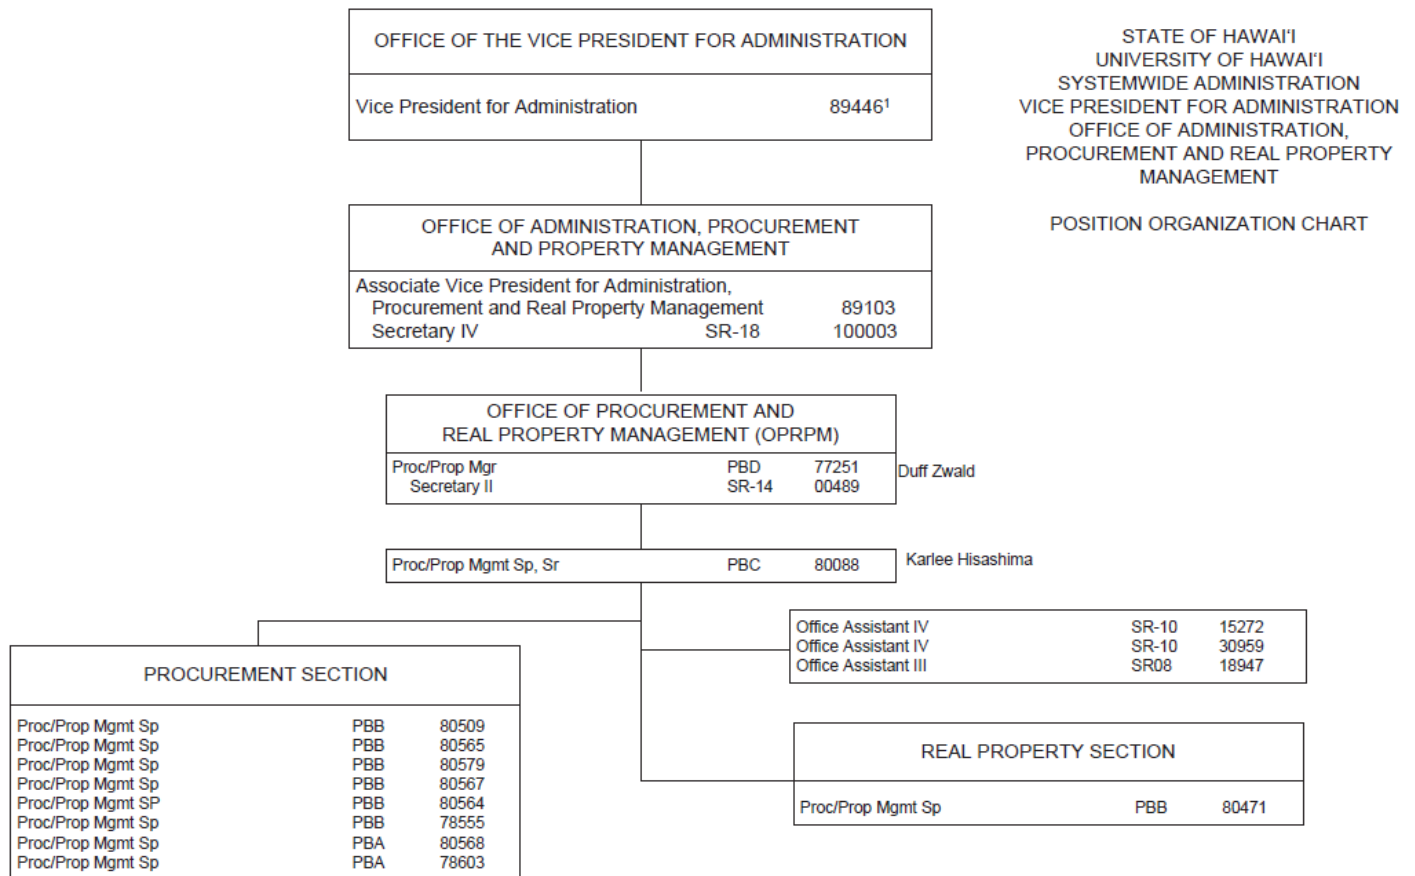 OFFICE OF THE VICE PRESIDENT FOR ADMINISTRATION
Vice President for Administration 89446¹
STATE OF HAWAI‘I
UNIVERSITY OF HAWAI‘I
SYSTEMWIDE ADMINISTRATION
VICE PRESIDENT FOR ADMINISTRATION
OFFICE OF ADMINISTRATION,
PROCUREMENT AND REAL PROPERTY
MANAGEMENT
POSITION ORGANIZATION CHART
OFFICE OF ADMINISTRATION, PROCUREMENT
AND PROPERTY MANAGEMENT
Associate Vice President for Administration,
Procurement and Real Property Management 89103
Secretary IV SR-18 100003
OFFICE OF PROCUREMENT AND
REAL PROPERTY MANAGEMENT (OPRPM)
Proc/Prop Mgr PBD 77251
Secretary II SR-14 00489
Duff Zwald
Proc/Prop Mgmt Sp, Sr PBC 80088
Karlee Hisashima
Office Assistant IV SR-10 15272
Office Assistant IV SR-10 30959
Office Assistant III SR08 18947
PROCUREMENT SECTION
Proc/Prop Mgmt Sp PBB 80509
Proc/Prop Mgmt Sp PBB 80565
Proc/Prop Mgmt Sp PBB 80579
Proc/Prop Mgmt Sp PBB 80567
Proc/Prop Mgmt SP PBB 80564
Proc/Prop Mgmt Sp PBB 78555
Proc/Prop Mgmt Sp PBA 80568
Proc/Prop Mgmt Sp PBA 78603
REAL PROPERTY SECTION
Proc/Prop Mgmt Sp PBB 80471